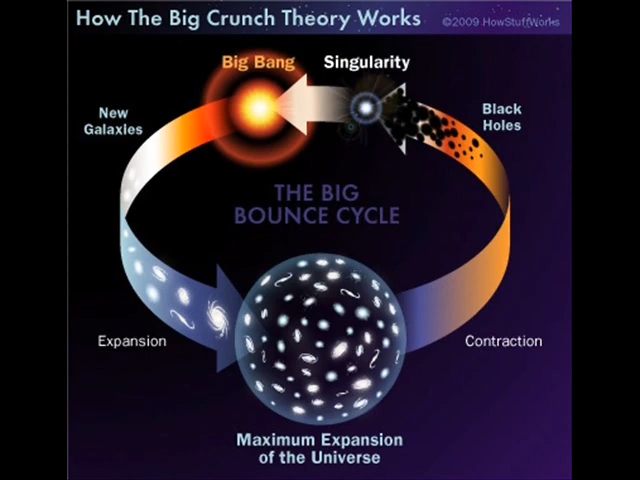 How The Big Crunch Theory Works
©2009 HowStuffWorks
Big Bang
Singularity
New
Galaxies
Black
Holes
THE BIG
BOUNCE CYCLE
Expansion
Contraction
Maximum Expansion
of the Universe